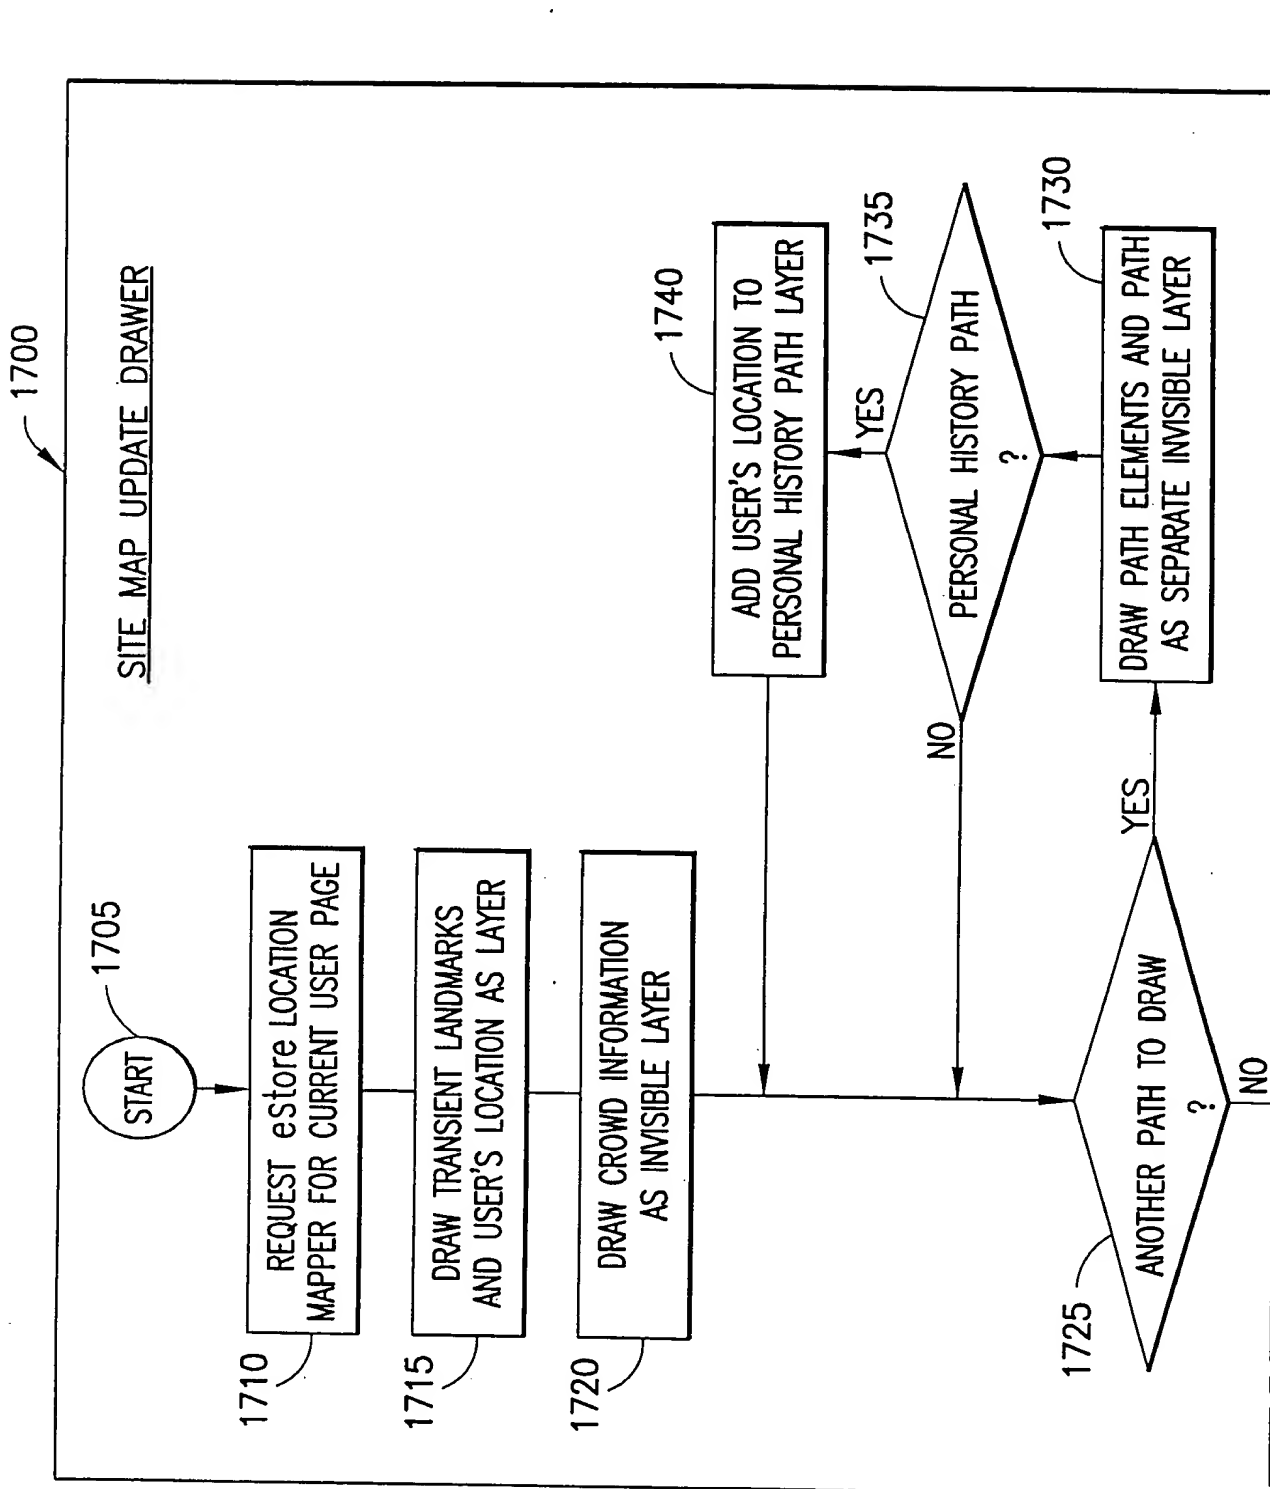 1700
SITE MAP UPDATE DRAWER
START
1705
REQUEST eStore LOCATION
MAPPER FOR CURRENT USER PAGE
1710
DRAW TRANSIENT LANDMARKS
AND USER'S LOCATION AS LAYER
1715
DRAW CROWD INFORMATION
AS INVISIBLE LAYER
1720
ADD USER'S LOCATION TO
PERSONAL HISTORY PATH LAYER
1740
YES
PERSONAL HISTORY PATH
?
1735
NO
DRAW PATH ELEMENTS AND PATH
AS SEPARATE INVISIBLE LAYER
1730
YES
ANOTHER PATH TO DRAW
?
1725
NO